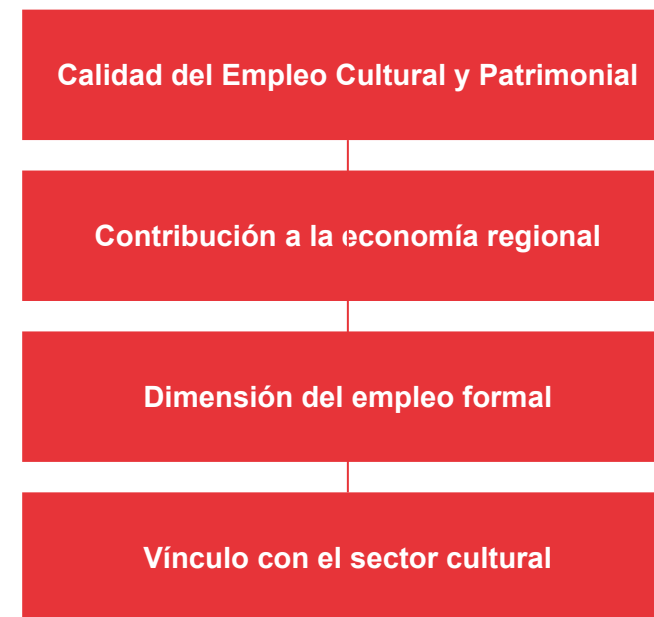 Calidad del Empleo Cultural y Patrimonial
Contribución a la economía regional
Dimensión del empleo formal
Vínculo con el sector cultural